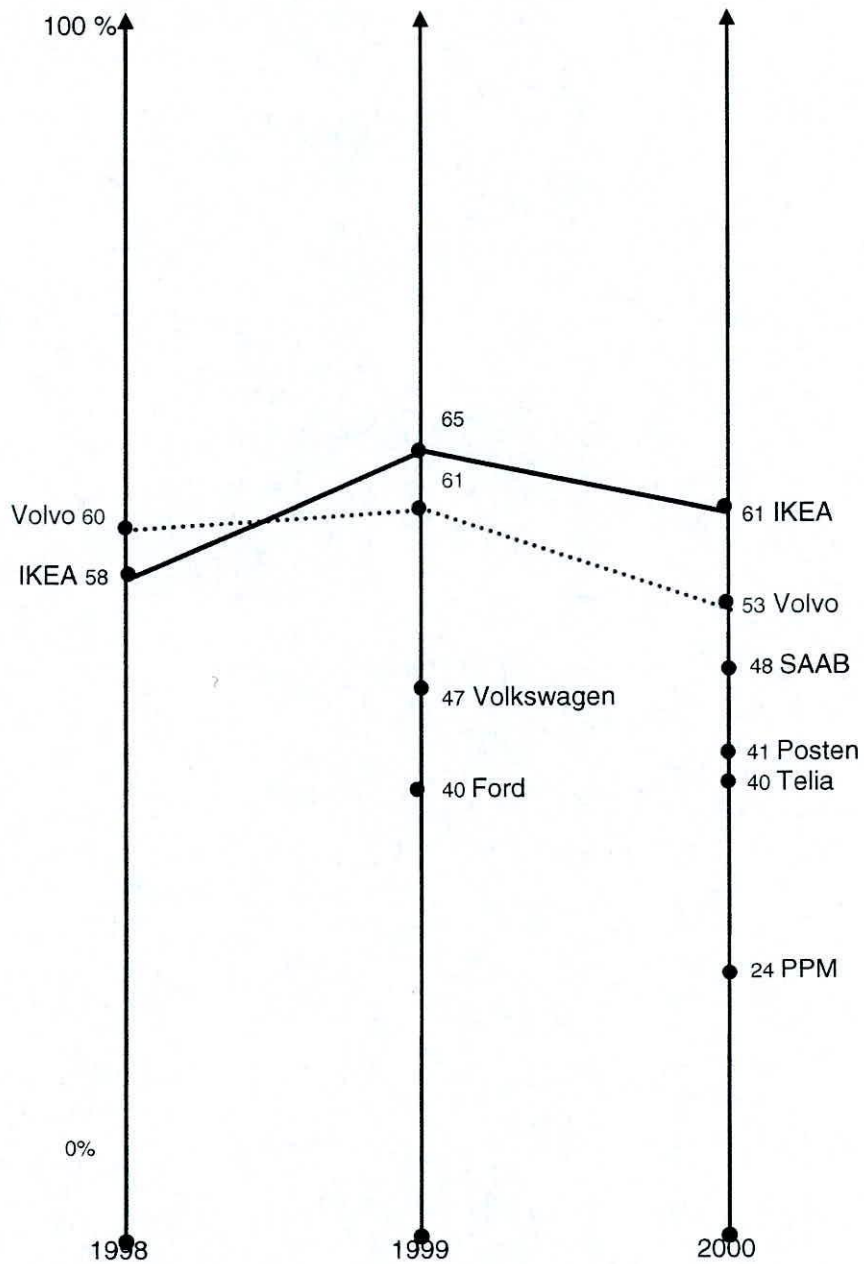 100 %
65
61
Volvo 60
61 IKEA
IKEA 58
53 Volvo
48 SAAB
47 Volkswagen
41 Posten
40 Ford
40 Telia
24 PPM
0%
1998
1999
2000